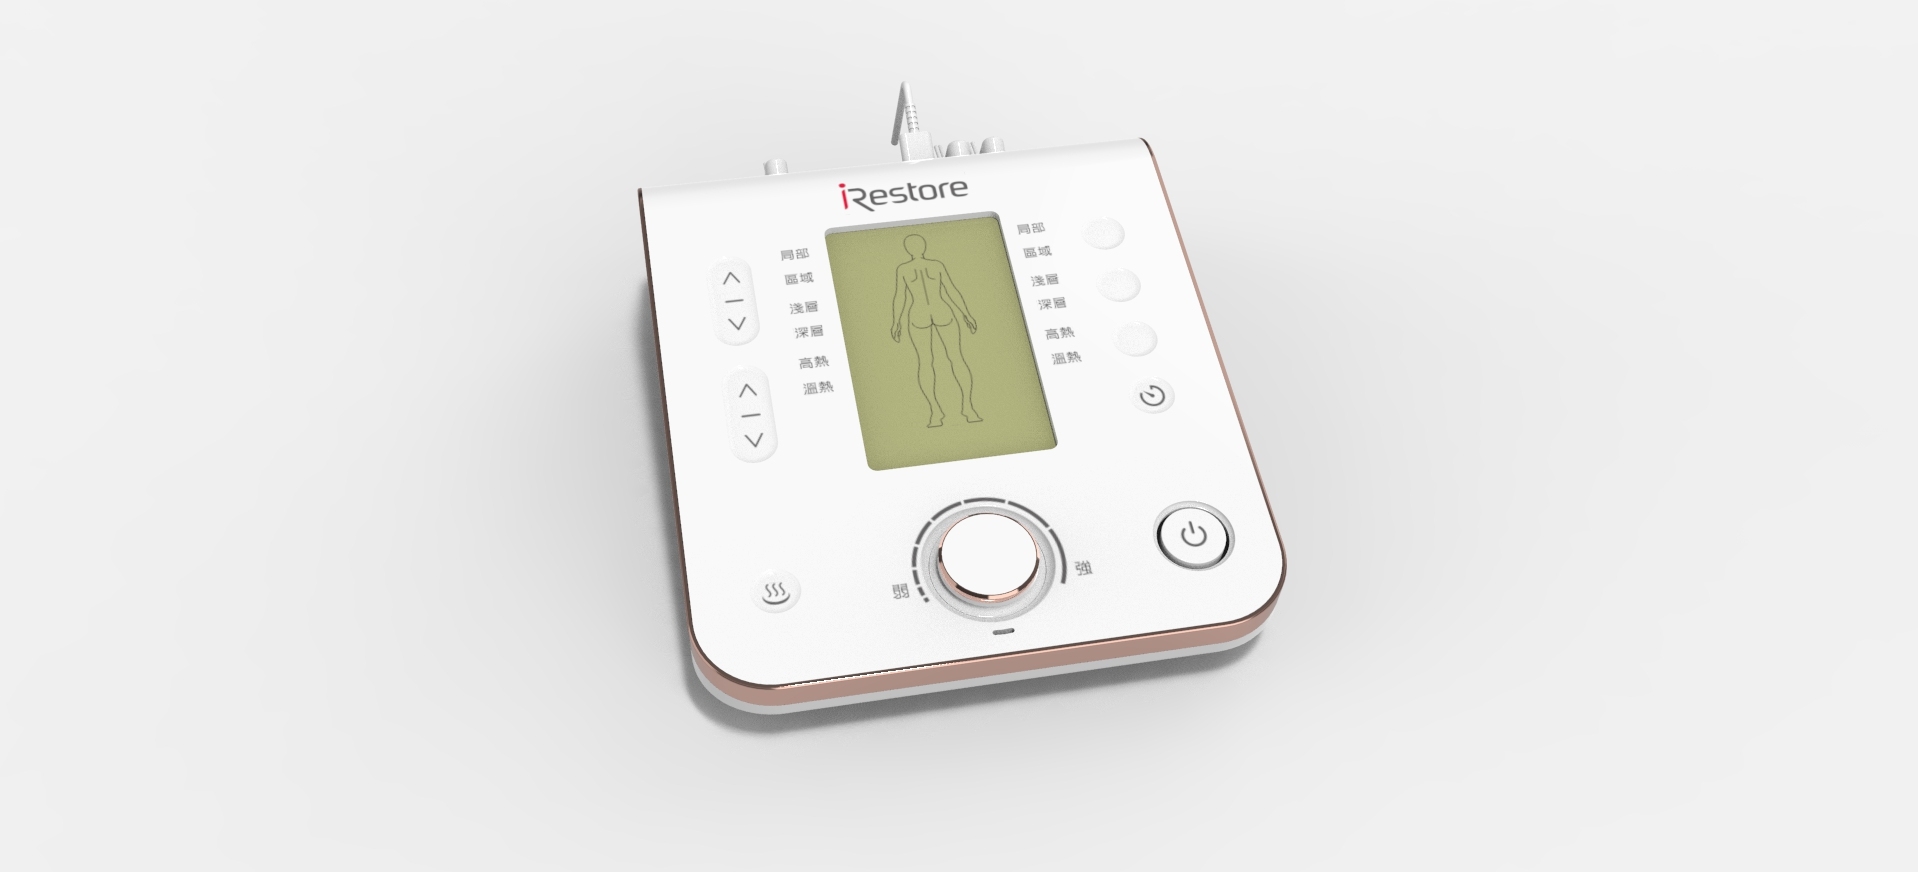 iRestore
局部
區域
淺層
深層
高熱
溫熱
局部
區域
淺層
深層
高熱
溫熱
弱
強